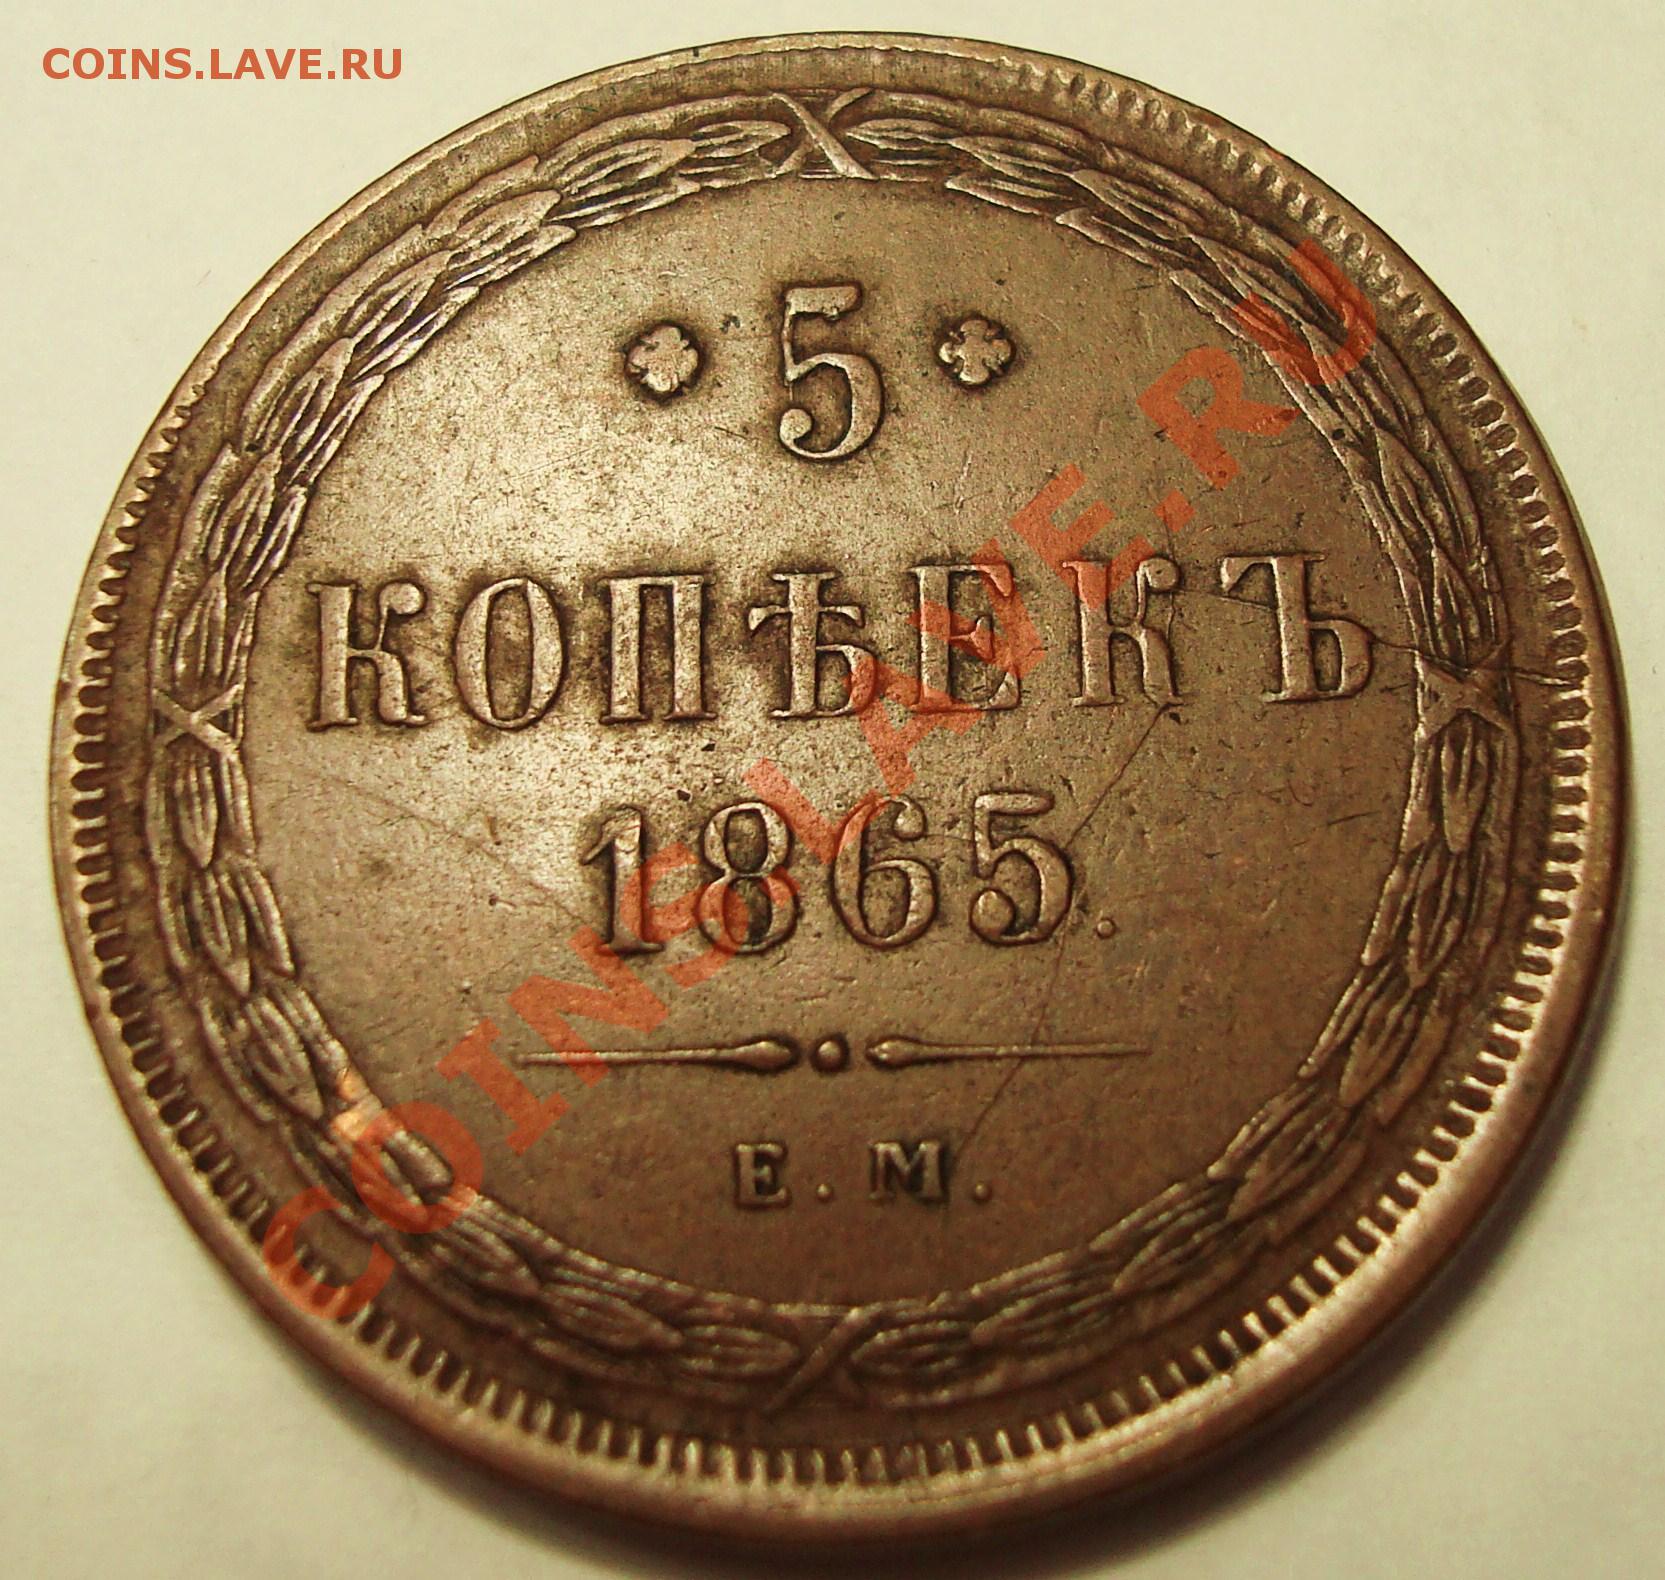 COINS.LAVE.RU
5
КОПѢЕКЪ
1865.
Е. М.
COINS.LAVE.RU